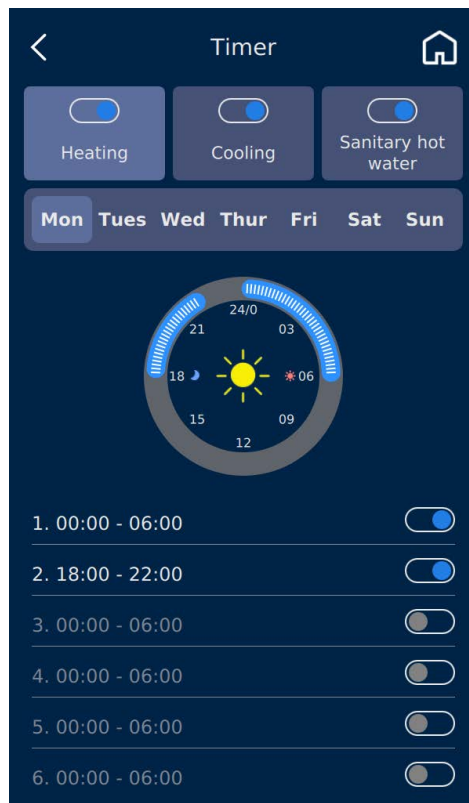 Timer
Heating
Cooling
Sanitary hot
water
Mon Tues Wed Thur Fri Sat Sun
24/0
21
03
18
06
15
09
12
1. 00:00 - 06:00
2. 18:00 - 22:00
3. 00:00 - 06:00
4. 00:00 - 06:00
5. 00:00 - 06:00
6. 00:00 - 06:00